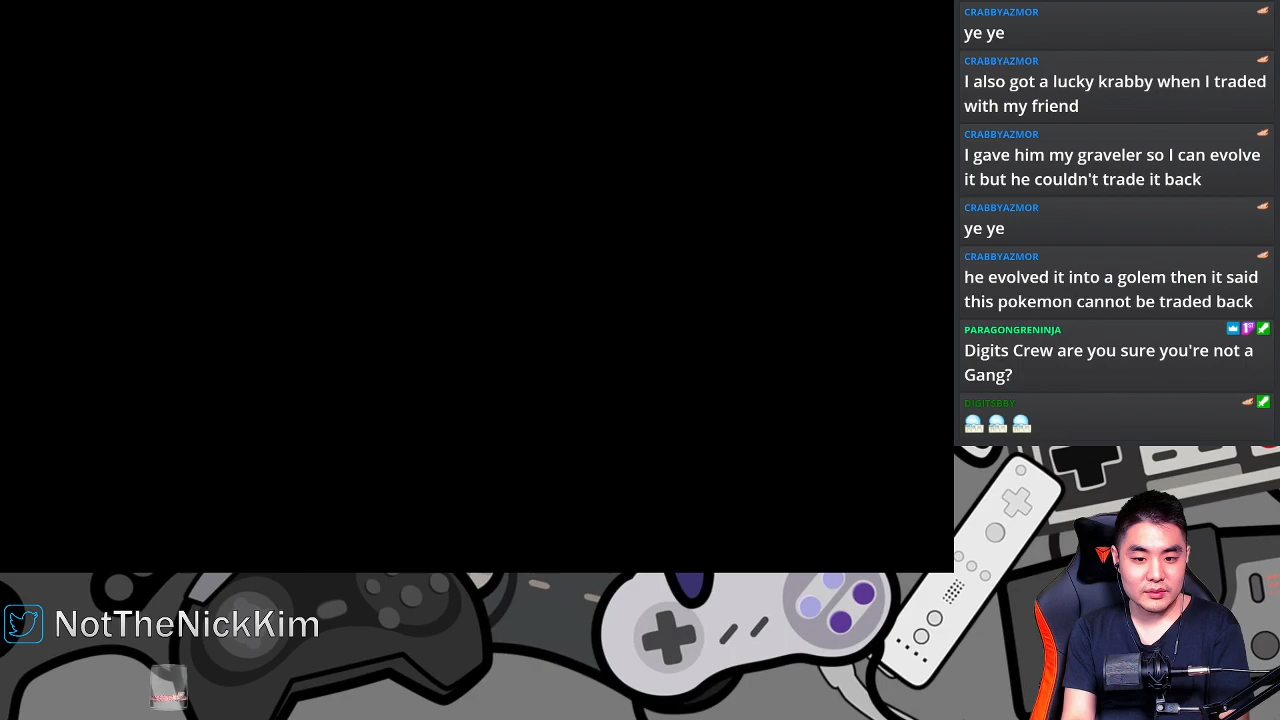 CRABBYAZMOR
ye ye
CRABBYAZMOR
I also got a lucky krabby when I traded
with my friend
CRABBYAZMOR
I gave him my graveler so I can evolve
it but he couldn't trade it back
CRABBYAZMOR
ye ye
CRABBYAZMOR
he evolved it into a golem then it said
this pokemon cannot be traded back
PARAGONGRENINJA
1ST
Digits Crew are you sure you're not a
Gang?
DIGITSBBY
NotTheNickKim